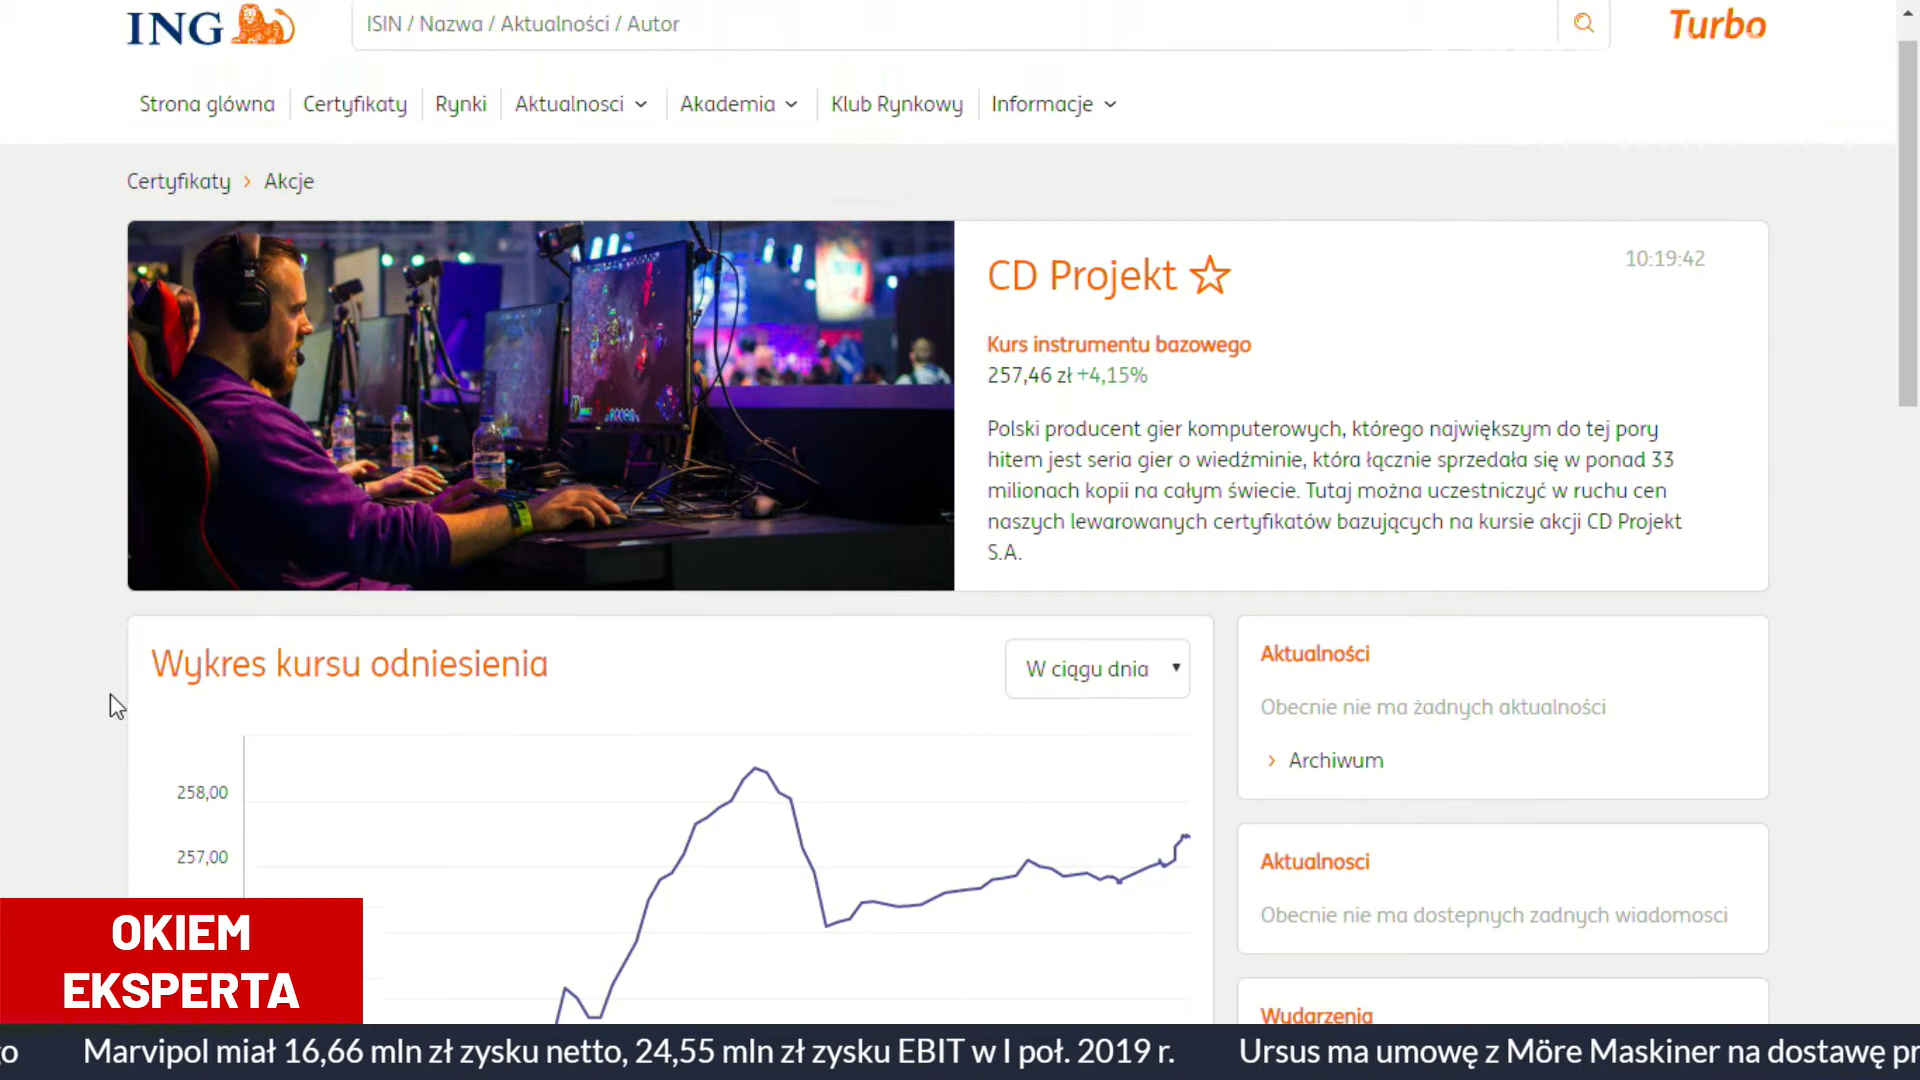 ING
ISIN / Nazwa / Aktualności / Autor
Turbo
Strona główna
Certyfikaty
Rynki
Aktualnosci
Akademia
Klub Rynkowy
Informacje
Certyfikaty › Akcje
CD Projekt
10:19:42
Kurs instrumentu bazowego
257,46 zł +4,15%
Polski producent gier komputerowych, którego największym do tej pory
hitem jest seria gier o wiedźminie, która łącznie sprzedała się w ponad 33
milionach kopii na całym świecie. Tutaj można uczestniczyć w ruchu cen
naszych lewarowanych certyfikatów bazujących na kursie akcji CD Projekt
S.A.
Wykres kursu odniesienia
W ciągu dnia
258,00
257,00
Aktualności
Obecnie nie ma żadnych aktualności
› Archiwum
Aktualnosci
Obecnie nie ma dostepnych zadnych wiadomosci
Wydarzenia
OKIEM
EKSPERTA
go Marvipol miał 16,66 mln zł zysku netto, 24,55 mln zł zysku EBIT w I poł. 2019 r. Ursus ma umowę z Möre Maskiner na dostawę pr